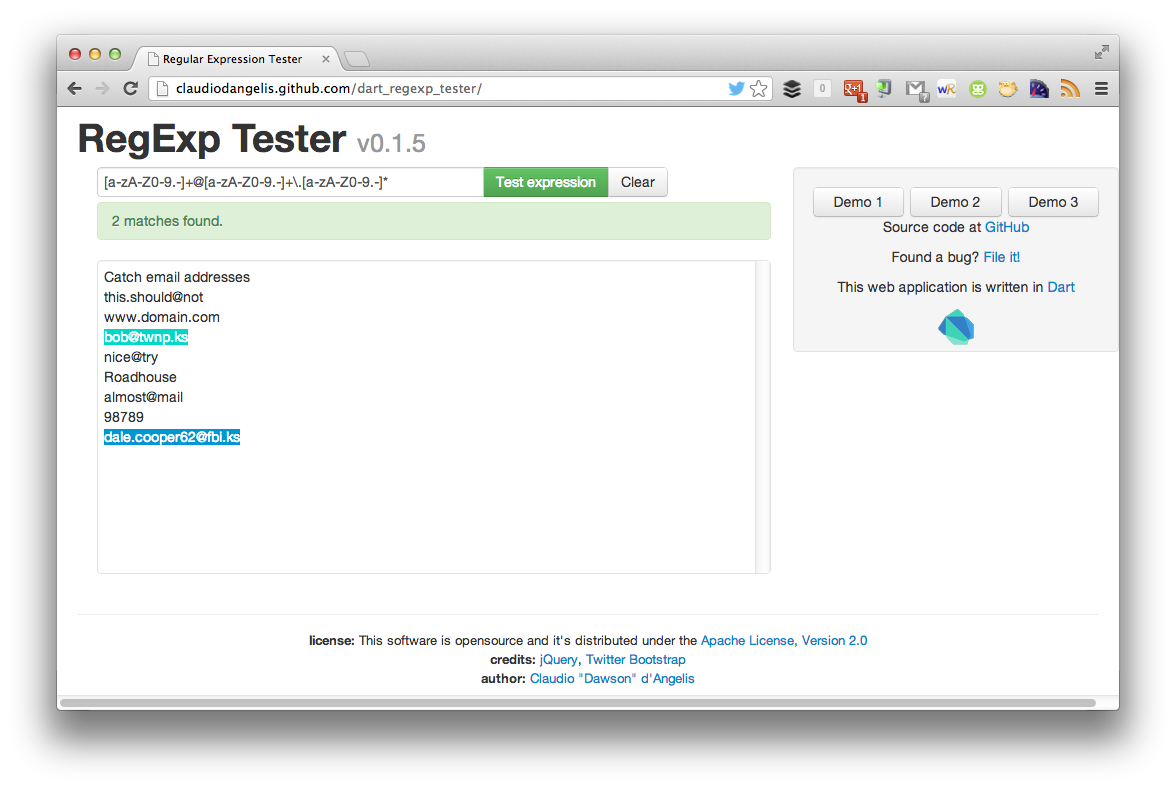 Regular Expression Tester
claudiodangelis.github.com/dart_regexp_tester/
0
g+1
1
?
wR
RegExp Tester v0.1.5
[a-zA-Z0-9.-]+@[a-zA-Z0-9.-]+\.[a-zA-Z0-9.-]*
Test expression
Clear
2 matches found.
Catch email addresses
this.should@not
www.domain.com
bob@twnp.ks
nice@try
Roadhouse
almost@mail
98789
dale.cooper62@fbi.ks
Demo 1
Demo 2
Demo 3
Source code at GitHub
Found a bug? File it!
This web application is written in Dart
license: This software is opensource and it's distributed under the Apache License, Version 2.0
credits: jQuery, Twitter Bootstrap
author: Claudio "Dawson" d'Angelis